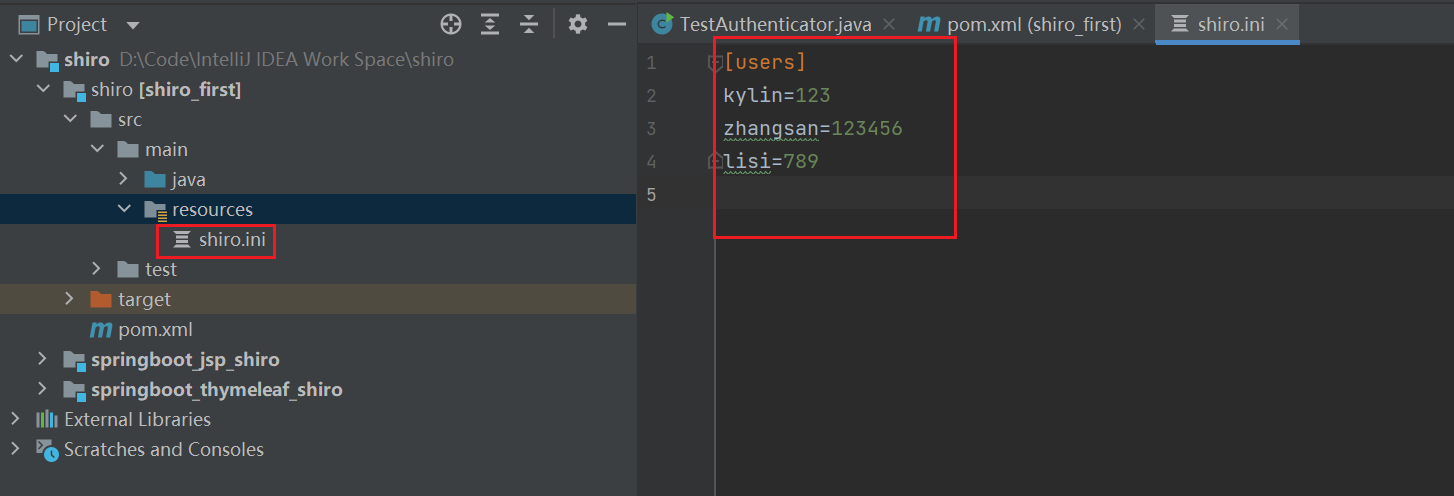 Project
shiro D:\Code\IntelliJ IDEA Work Space\shiro
shiro [shiro_first]
src
main
java
resources
shiro.ini
test
target
pom.xml
springboot_jsp_shiro
springboot_thymeleaf_shiro
External Libraries
Scratches and Consoles
TestAuthenticator.java
pom.xml (shiro_first)
shiro.ini
1 [users]
2 kylin=123
3 zhangsan=123456
4 lisi=789
5